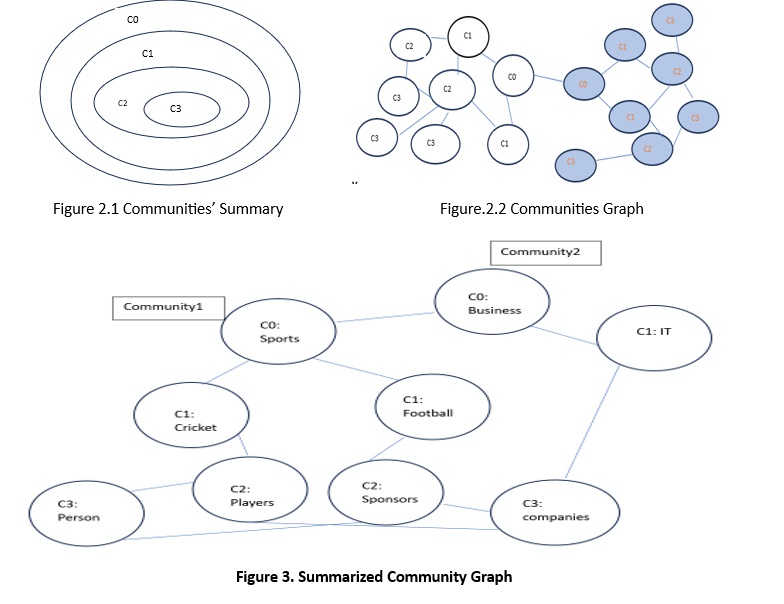 C0
C1
C2
C3
C2
C1
C0
C3
C2
C3
C3
C1
C3
C1
C2
C0
C1
C3
C2
C3
Figure 2.1 Communities' Summary
Figure.2.2 Communities Graph
Community2
Community1
C0:
Business
C0:
Sports
C1: IT
C1:
Cricket
C1:
Football
C2:
Players
C2:
Sponsors
C3:
Person
C3:
companies
Figure 3. Summarized Community Graph